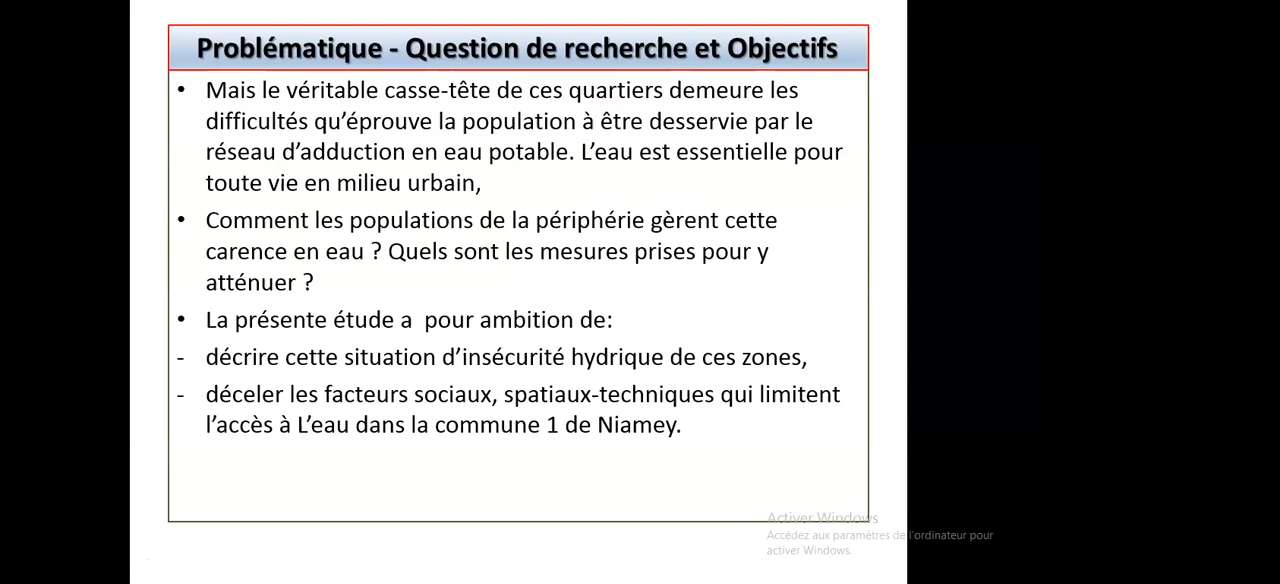 Problématique - Question de recherche et Objectifs
• Mais le véritable casse-tête de ces quartiers demeure les
difficultés qu’éprouve la population à être desservie par le
réseau d’adduction en eau potable. L’eau est essentielle pour
toute vie en milieu urbain,
• Comment les populations de la périphérie gèrent cette
carence en eau ? Quels sont les mesures prises pour y
atténuer ?
• La présente étude a  pour ambition de:
- décrire cette situation d’insécurité hydrique de ces zones,
- déceler les facteurs sociaux, spatiaux-techniques qui limitent
l’accès à L’eau dans la commune 1 de Niamey.
Activer Windows
Accédez aux paramètres de l’ordinateur pour
activer Windows.